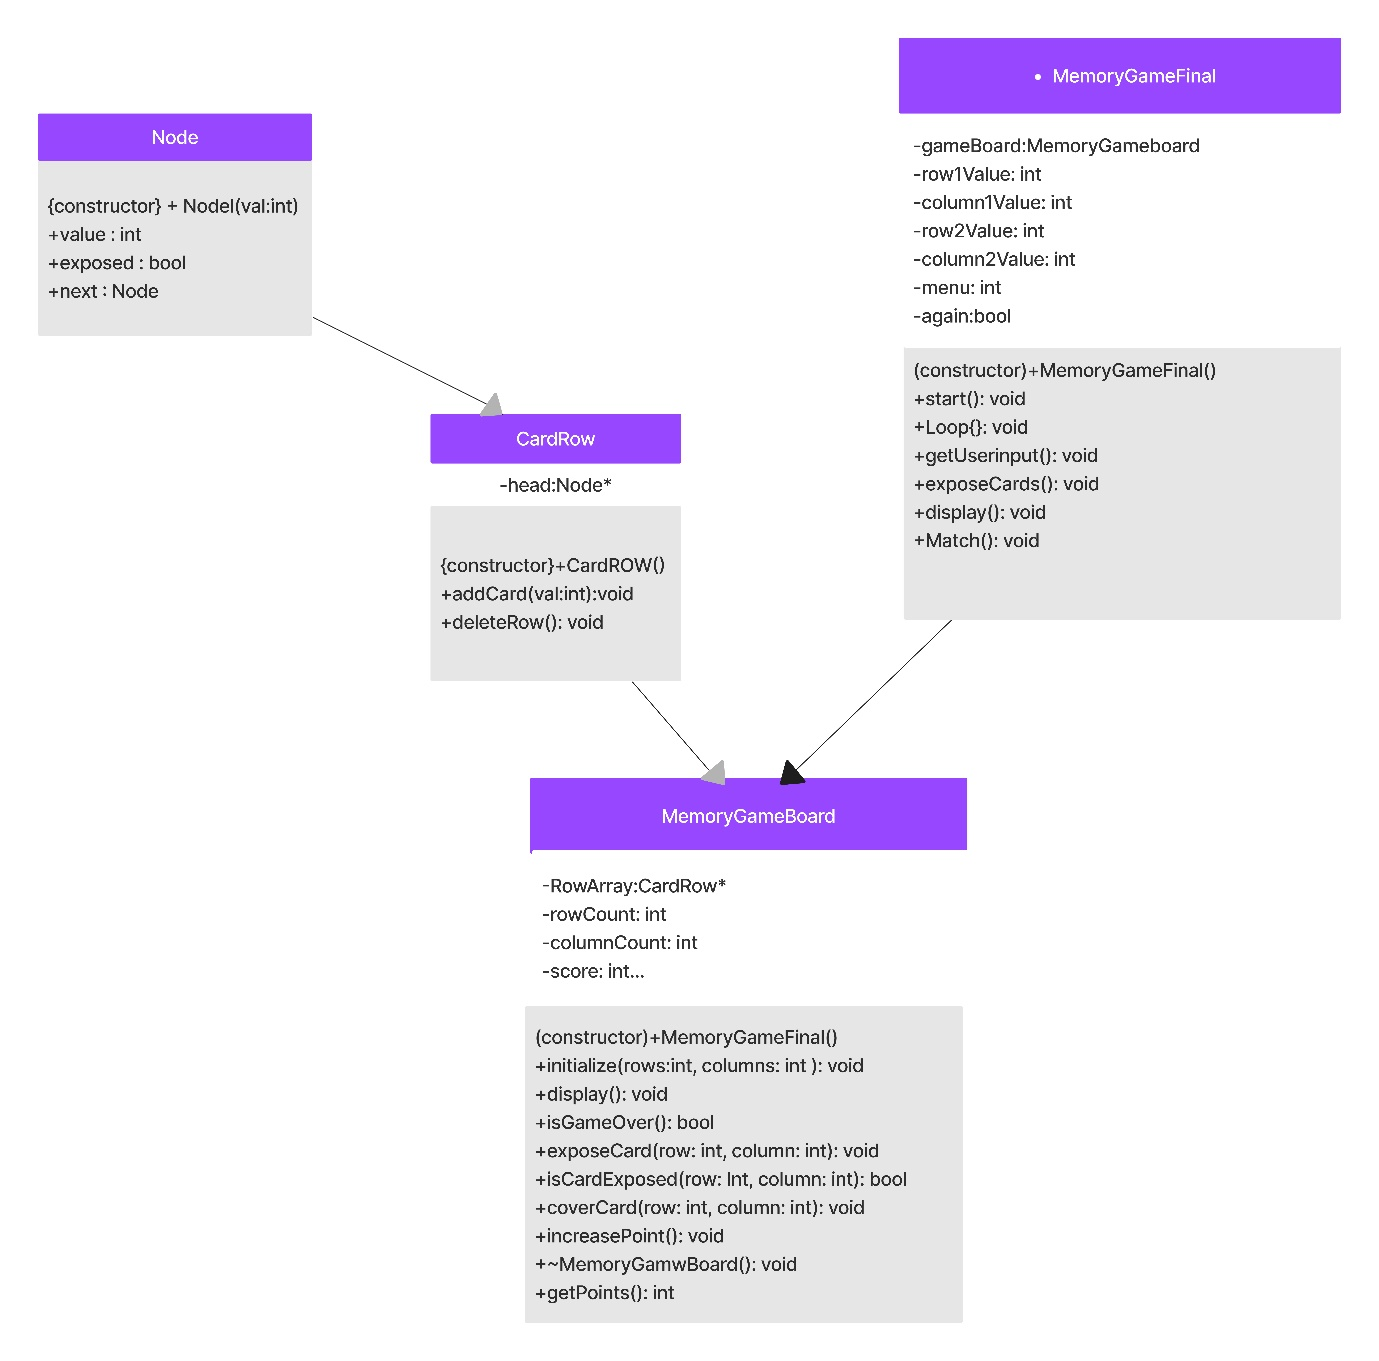 Node
{constructor} + Nodel(val:int)
+value : int
+exposed : bool
+next : Node
• MemoryGameFinal
-gameBoard:MemoryGameboard
-row1Value: int
-column1Value: int
-row2Value: int
-column2Value: int
-menu: int
-again:bool
(constructor)+MemoryGameFinal()
+start(): void
+Loop{}: void
+getUserinput(): void
+exposeCards(): void
+display(): void
+Match(): void
CardRow
-head:Node*
{constructor}+CardROW()
+addCard(val:int):void
+deleteRow(): void
MemoryGameBoard
-RowArray:CardRow*
-rowCount: int
-columnCount: int
-score: int...
(constructor)+MemoryGameFinal()
+initialize(rows:int, columns: int ): void
+display(): void
+isGameOver(): bool
+exposeCard(row: int, column: int): void
+isCardExposed(row: Int, column: int): bool
+coverCard(row: int, column: int): void
+increasePoint(): void
+~MemoryGamwBoard(): void
+getPoints(): int